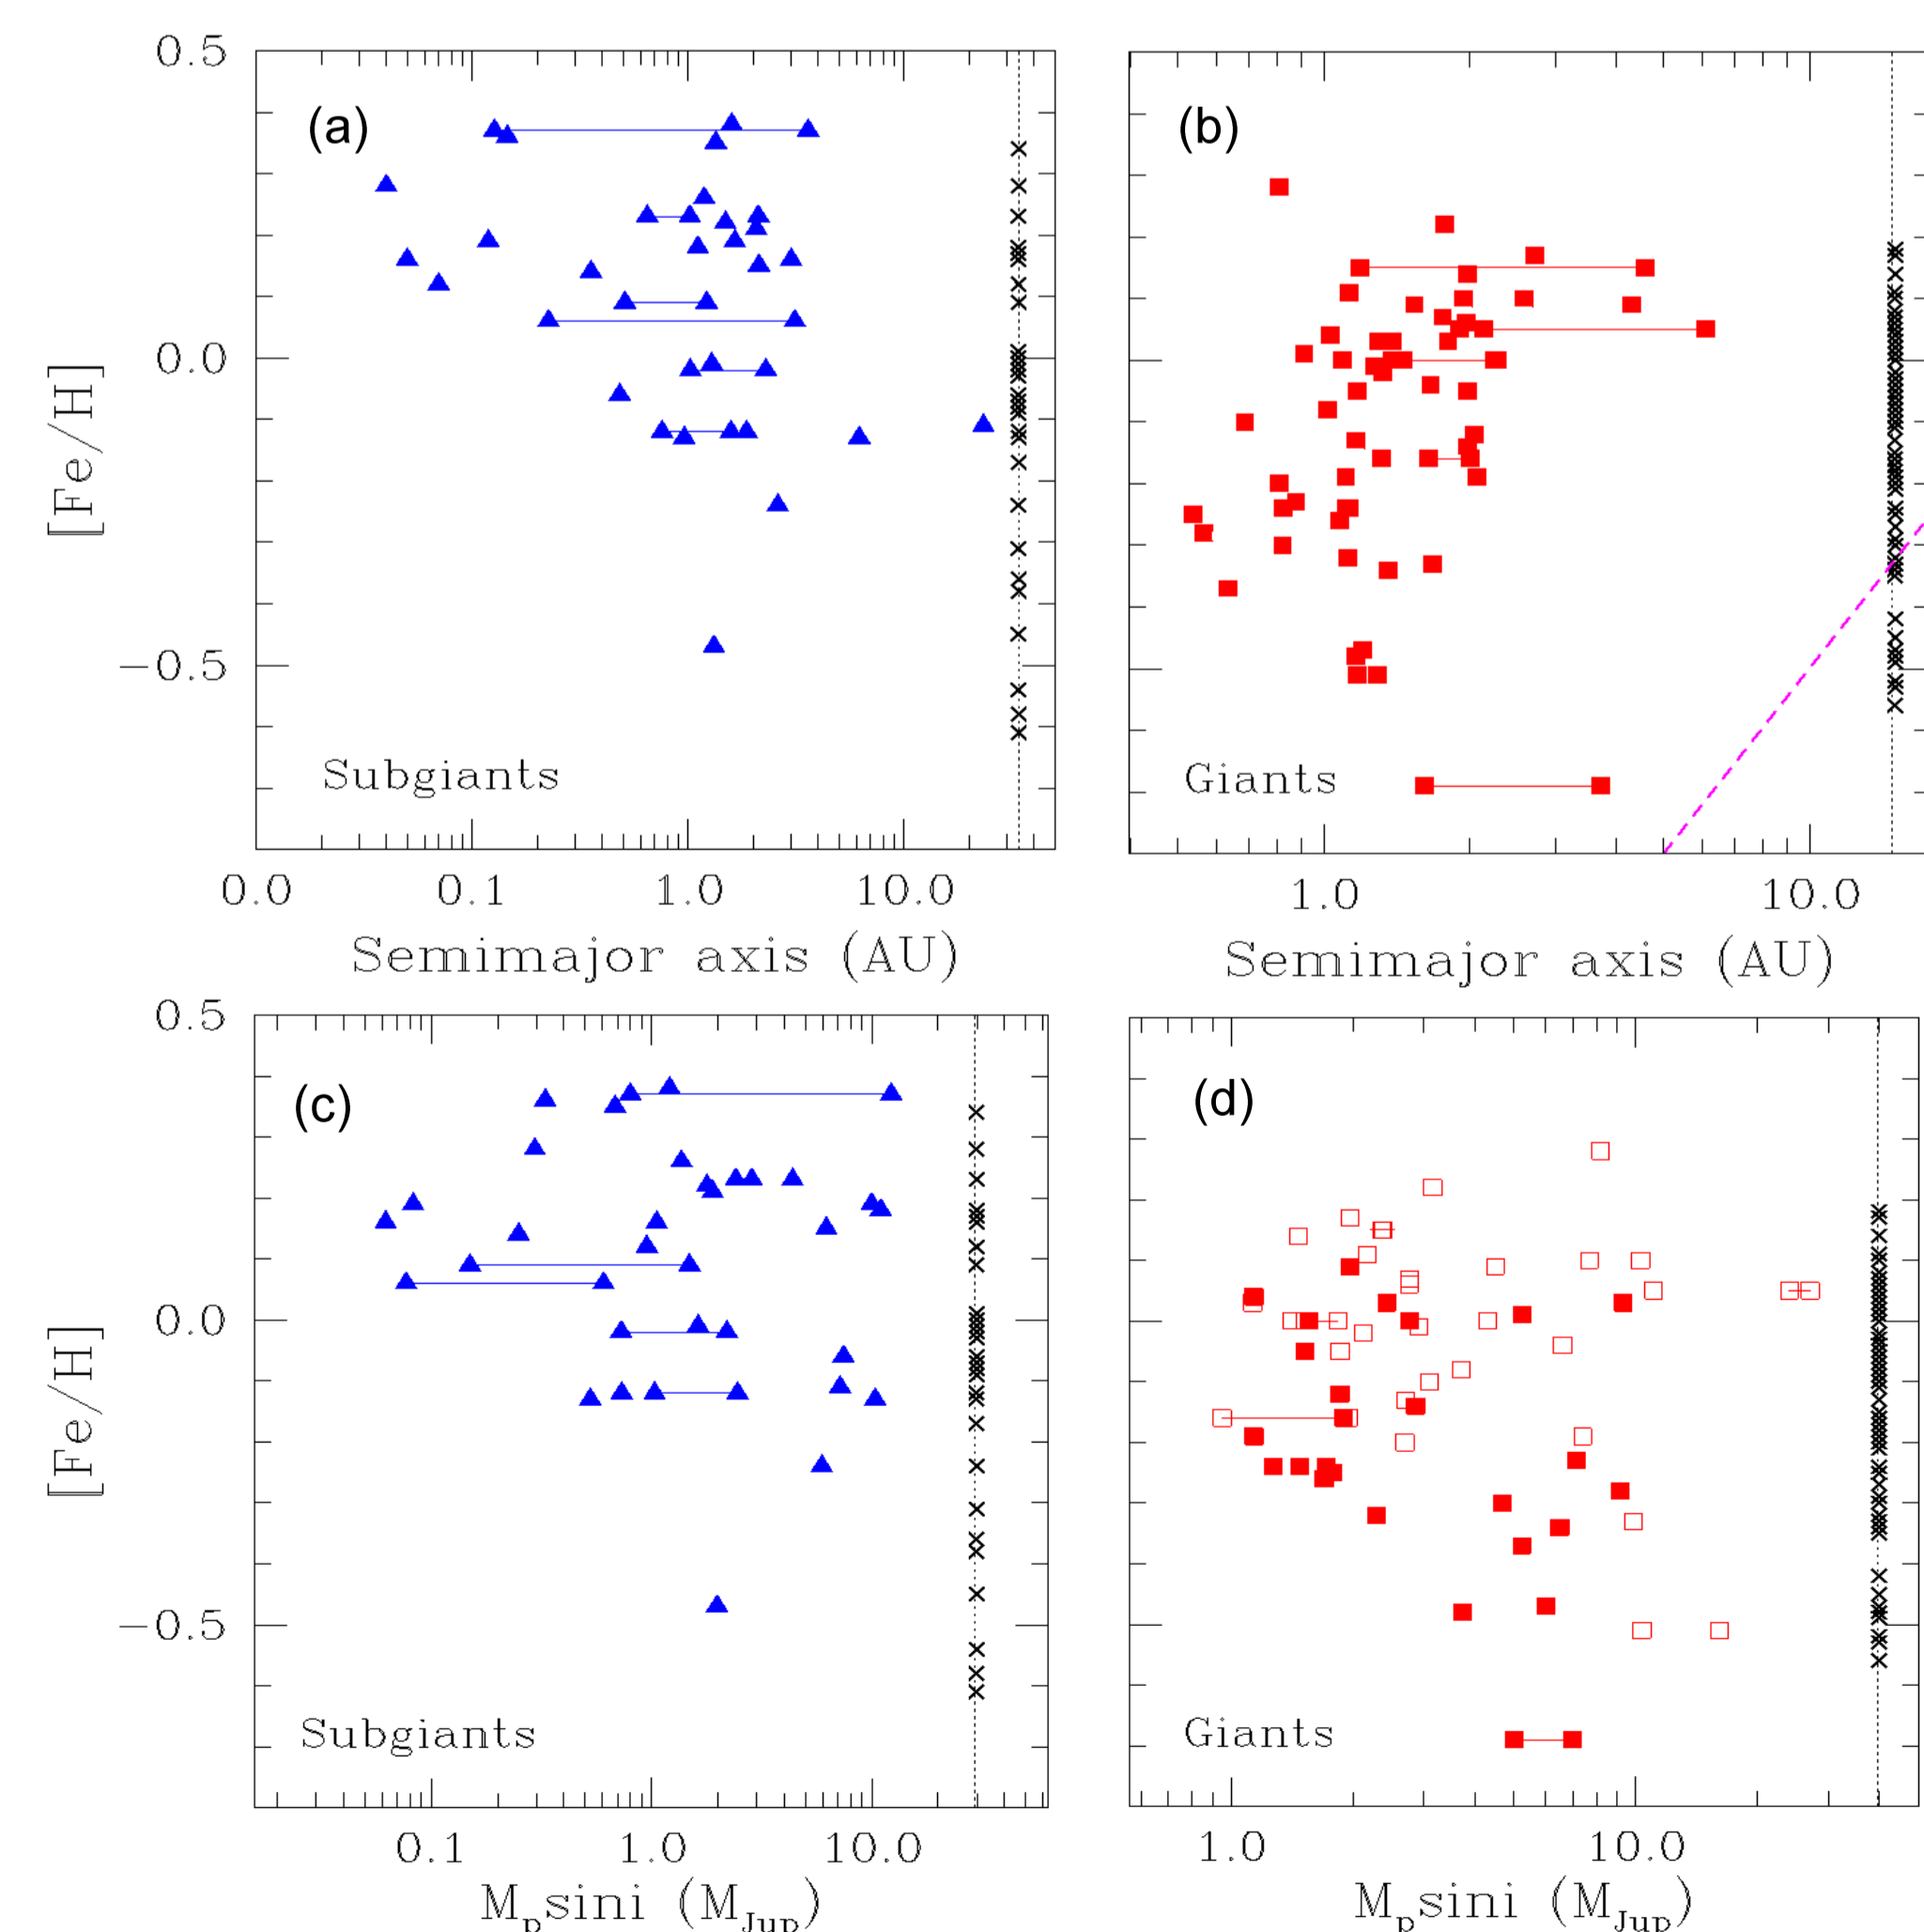 0.5
(a)
(b)
0.0
[Fe/H]
−0.5
Subgiants
Giants
0.0 0.1 1.0 10.0
1.0 10.0
Semimajor axis (AU)
Semimajor axis (AU)
0.5
(c)
(d)
0.0
[Fe/H]
−0.5
Subgiants
Giants
0.1 1.0 10.0
1.0 10.0
Mpsini (MJup)
Mpsini (MJup)